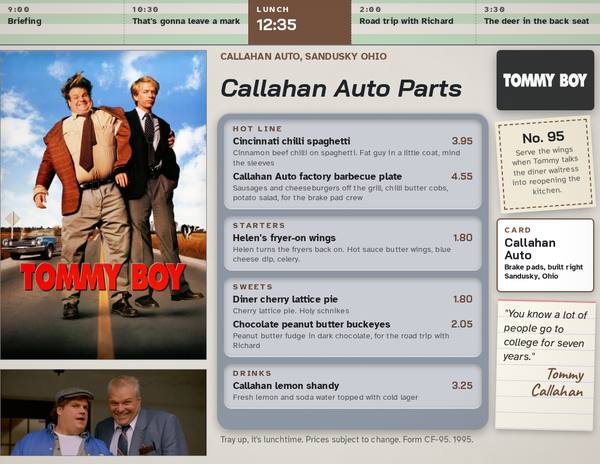 9:00
Briefing
10:30
That's gonna leave a mark
LUNCH
12:35
2:00
Road trip with Richard
3:30
The deer in the back seat
TOMMY BOY
CALLAHAN AUTO, SANDUSKY OHIO
Callahan Auto Parts
HOT LINE
Cincinnati chilli spaghetti 3.95
Cinnamon beef chilli on spaghetti. Fat guy in a little coat, mind
the sleeves
Callahan Auto factory barbecue plate 4.55
Sausages and cheeseburgers off the grill, chilli butter cobs,
potato salad, for the brake pad crew
STARTERS
Helen's fryer-on wings 1.80
Helen turns the fryers back on. Hot sauce butter wings, blue
cheese dip, celery.
SWEETS
Diner cherry lattice pie 1.80
Cherry lattice pie. Holy schnikes
Chocolate peanut butter buckeyes 2.05
Peanut butter fudge in dark chocolate, for the road trip with
Richard
DRINKS
Callahan lemon shandy 3.25
Fresh lemon and soda water topped with cold lager
Tray up, it's lunchtime. Prices subject to change. Form CF-95. 1995.
TOMMY BOY
No. 95
Serve the wings
when Tommy talks
the diner waitress
into reopening the
kitchen.
CARD
Callahan
Auto
Brake pads, built right
Sandusky, Ohio
"You know a lot of
people go to
college for seven
years."
Tommy
Callahan